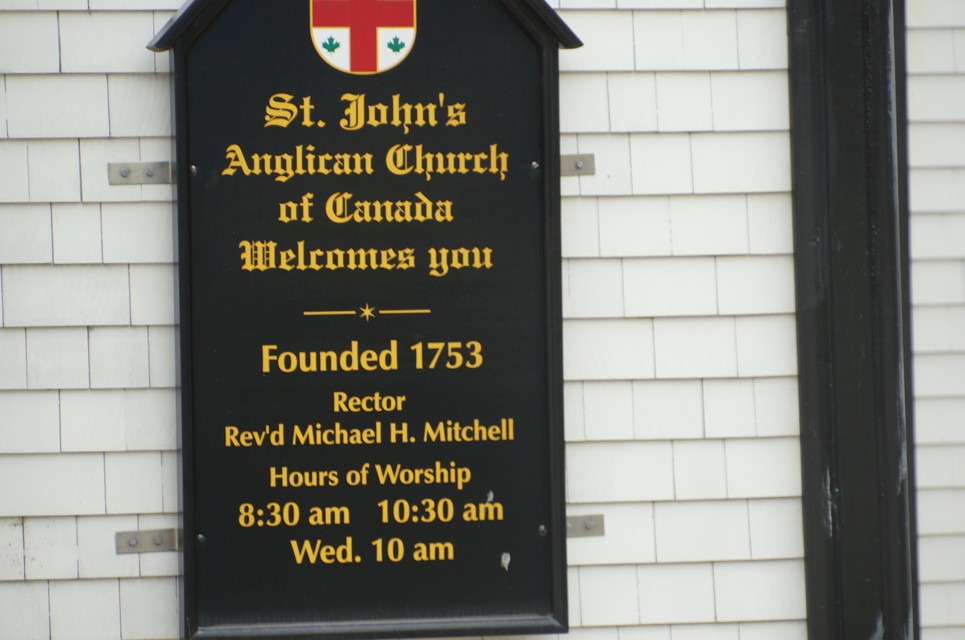 St. John's
Anglican Church
of Canada
Welcomes you
Founded 1753
Rector
Rev'd Michael H. Mitchell
Hours of Worship
8:30 am 10:30 am
Wed. 10 am